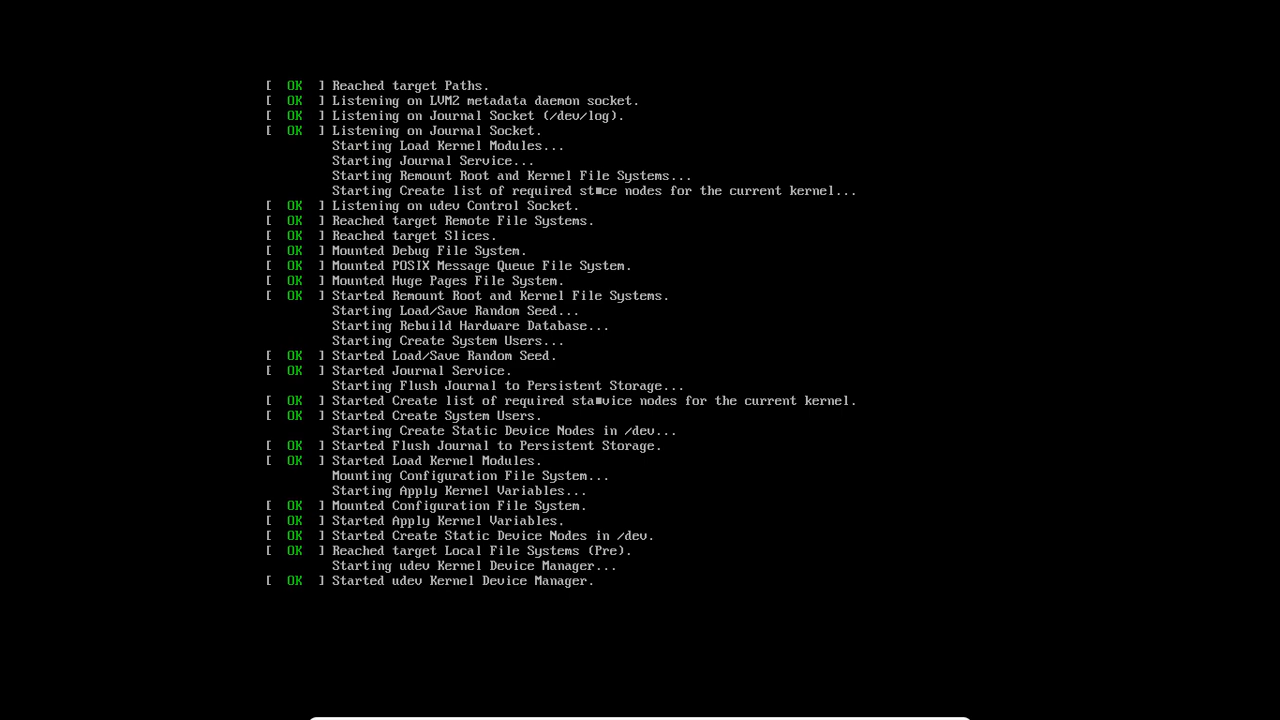 [  OK  ] Reached target Paths.
[  OK  ] Listening on LVM2 metadata daemon socket.
[  OK  ] Listening on Journal Socket (/dev/log).
[  OK  ] Listening on Journal Socket.
Starting Load Kernel Modules...
Starting Journal Service...
Starting Remount Root and Kernel File Systems...
Starting Create list of required st■ce nodes for the current kernel...
[  OK  ] Listening on udev Control Socket.
[  OK  ] Reached target Remote File Systems.
[  OK  ] Reached target Slices.
[  OK  ] Mounted Debug File System.
[  OK  ] Mounted POSIX Message Queue File System.
[  OK  ] Mounted Huge Pages File System.
[  OK  ] Started Remount Root and Kernel File Systems.
Starting Load/Save Random Seed...
Starting Rebuild Hardware Database...
Starting Create System Users...
[  OK  ] Started Load/Save Random Seed.
[  OK  ] Started Journal Service.
Starting Flush Journal to Persistent Storage...
[  OK  ] Started Create list of required sta■vice nodes for the current kernel.
[  OK  ] Started Create System Users.
Starting Create Static Device Nodes in /dev...
[  OK  ] Started Flush Journal to Persistent Storage.
[  OK  ] Started Load Kernel Modules.
Mounting Configuration File System...
Starting Apply Kernel Variables...
[  OK  ] Mounted Configuration File System.
[  OK  ] Started Apply Kernel Variables.
[  OK  ] Started Create Static Device Nodes in /dev.
[  OK  ] Reached target Local File Systems (Pre).
Starting udev Kernel Device Manager...
[  OK  ] Started udev Kernel Device Manager.